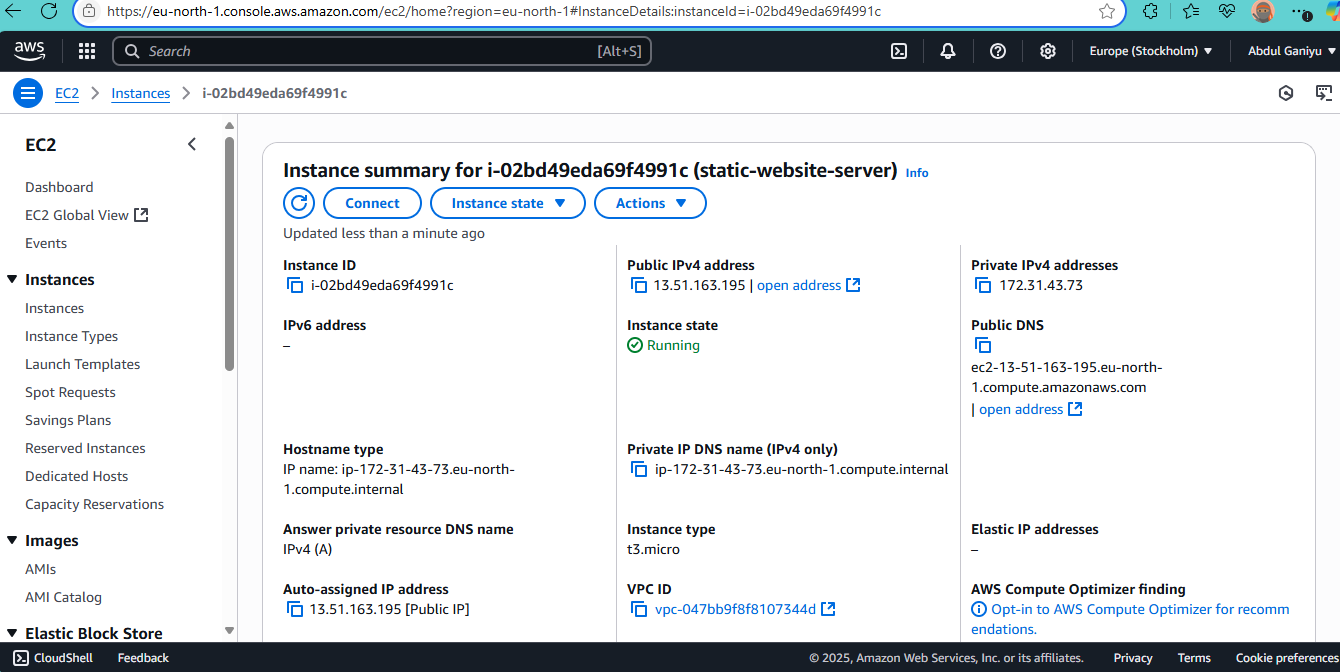 https://eu-north-1.console.aws.amazon.com/ec2/home?region=eu-north-1#InstanceDetails:instanceId=i-02bd49eda69f4991c
aws
Search
[Alt+S]
Europe (Stockholm)
Abdul Ganiyu
EC2
Instances
i-02bd49eda69f4991c
EC2
Dashboard
EC2 Global View
Events
Instances
Instances
Instance Types
Launch Templates
Spot Requests
Savings Plans
Reserved Instances
Dedicated Hosts
Capacity Reservations
Images
AMIs
AMI Catalog
Elastic Block Store
Instance summary for i-02bd49eda69f4991c (static-website-server) Info
Connect
Instance state
Actions
Updated less than a minute ago
Instance ID
i-02bd49eda69f4991c
Public IPv4 address
13.51.163.195 | open address
Private IPv4 addresses
172.31.43.73
IPv6 address
–
Instance state
Running
Public DNS
ec2-13-51-163-195.eu-north-
1.compute.amazonaws.com
| open address
Hostname type
IP name: ip-172-31-43-73.eu-north-
1.compute.internal
Private IP DNS name (IPv4 only)
ip-172-31-43-73.eu-north-1.compute.internal
Answer private resource DNS name
IPv4 (A)
Instance type
t3.micro
Elastic IP addresses
–
Auto-assigned IP address
13.51.163.195 [Public IP]
VPC ID
vpc-047bb9f8f8107344d
AWS Compute Optimizer finding
Opt-in to AWS Compute Optimizer for recomm
endations.
CloudShell
Feedback
© 2025, Amazon Web Services, Inc. or its affiliates.
Privacy
Terms
Cookie preferences